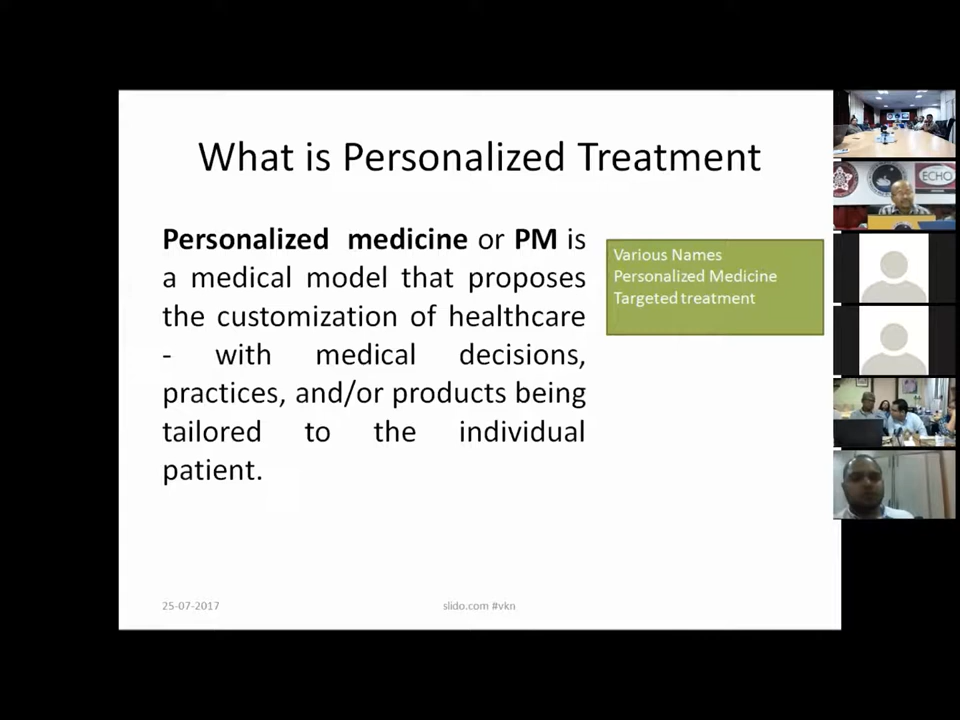 What is Personalized Treatment
Personalized medicine or PM is
a medical model that proposes
the customization of healthcare
- with medical decisions,
practices, and/or products being
tailored to the individual
patient.
Various Names
Personalized Medicine
Targeted treatment
ECHO
25-07-2017
slido.com #vkn